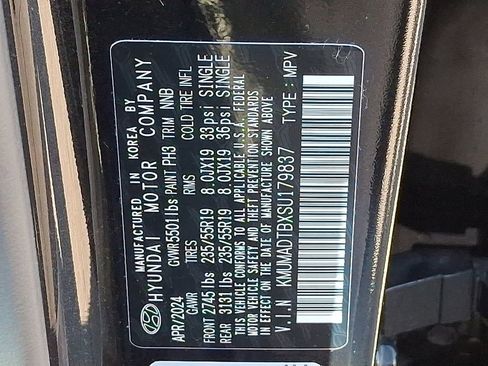 MANUFACTURED IN KOREA BY
HYUNDAI MOTOR COMPANY
APR/2024 GVWR 5501lbs PAINT PH3 TRIM NNB
GAWR TIRES RIMS COLD TIRE INFL
FRONT 2745lbs 235/55R19 8.0JX19 33psi SINGLE
REAR 3131lbs 235/55R19 8.0JX19 36psi SINGLE
THIS VEHICLE CONFORMS TO ALL APPLICABLE U.S.A. FEDERAL
MOTOR VEHICLE SAFETY AND THEFT PREVENTION STANDARDS
IN EFFECT ON THE DATE OF MANUFACTURE SHOWN ABOVE
V.I.N KMUMADTBXSU179837 TYPE : MPV